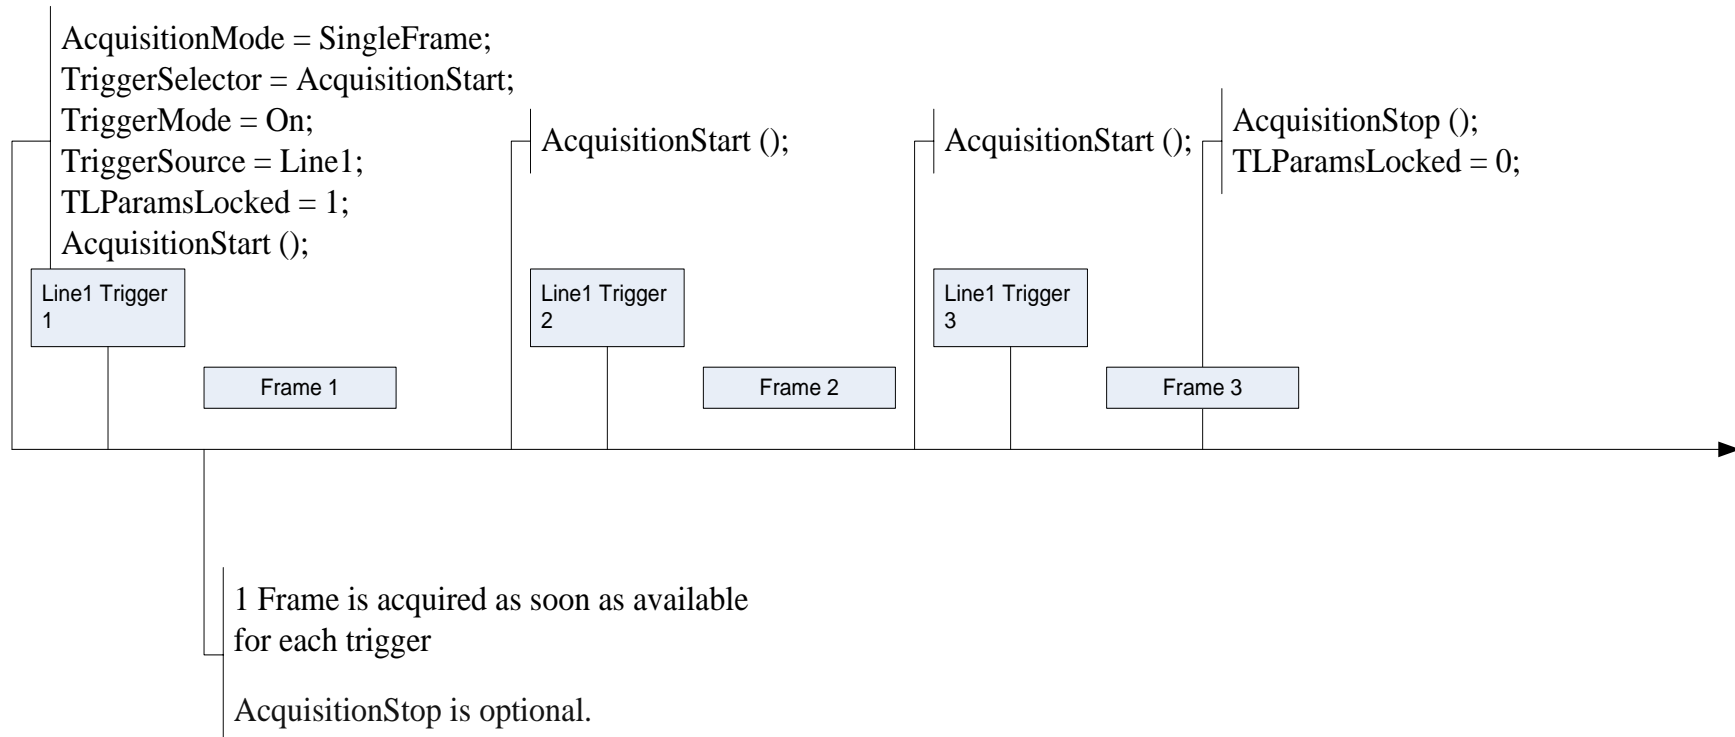 AcquisitionMode = SingleFrame;
TriggerSelector = AcquisitionStart;
TriggerMode = On;
TriggerSource = Line1;
TLParamsLocked = 1;
AcquisitionStart ();
AcquisitionStart ();
AcquisitionStart ();
AcquisitionStop ();
TLParamsLocked = 0;
Line1 Trigger
1
Line1 Trigger
2
Line1 Trigger
3
Frame 1
Frame 2
Frame 3
1 Frame is acquired as soon as available
for each trigger
AcquisitionStop is optional.